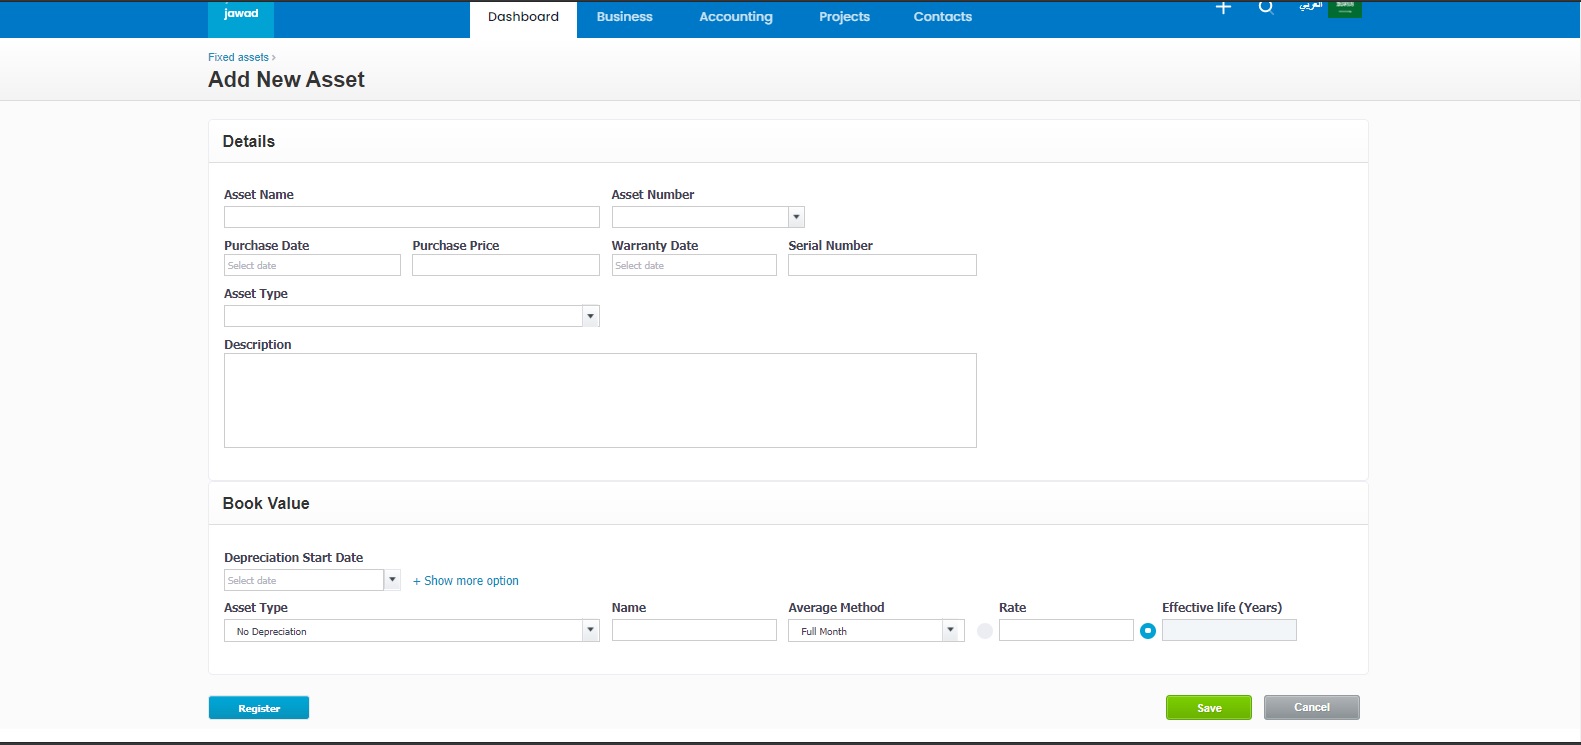 jawad
Dashboard Business Accounting Projects Contacts العربي
Fixed assets ›
Add New Asset
Details
Asset Name Asset Number
Purchase Date Purchase Price Warranty Date Serial Number
Select date Select date
Asset Type
Description
Book Value
Depreciation Start Date
Select date + Show more option
Asset Type Name Average Method Rate Effective life (Years)
No Depreciation Full Month
Register Save Cancel